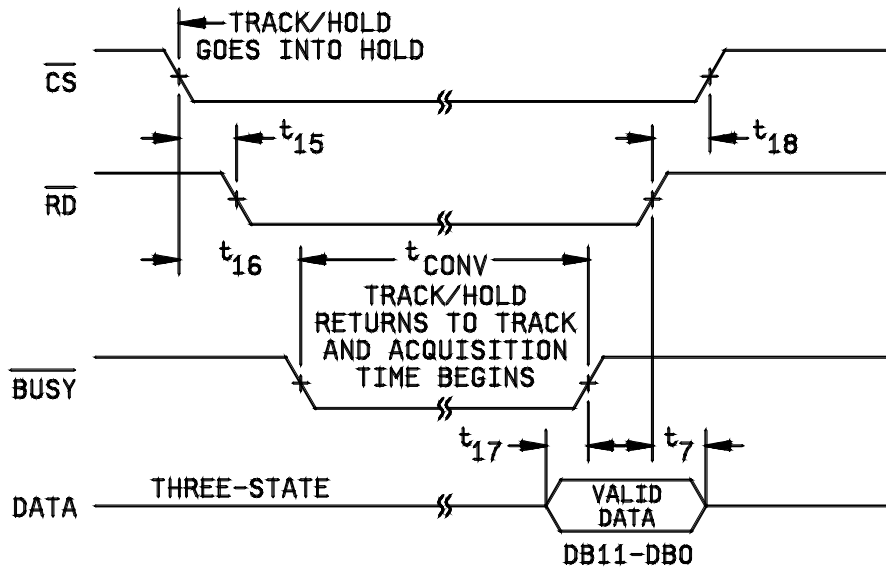 TRACK/HOLD
GOES INTO HOLD
CS
t15
t18
RD
t16
tCONV
TRACK/HOLD
RETURNS TO TRACK
AND ACQUISITION
TIME BEGINS
BUSY
t17
t7
THREE-STATE
VALID
DATA
DATA
DB11-DB0